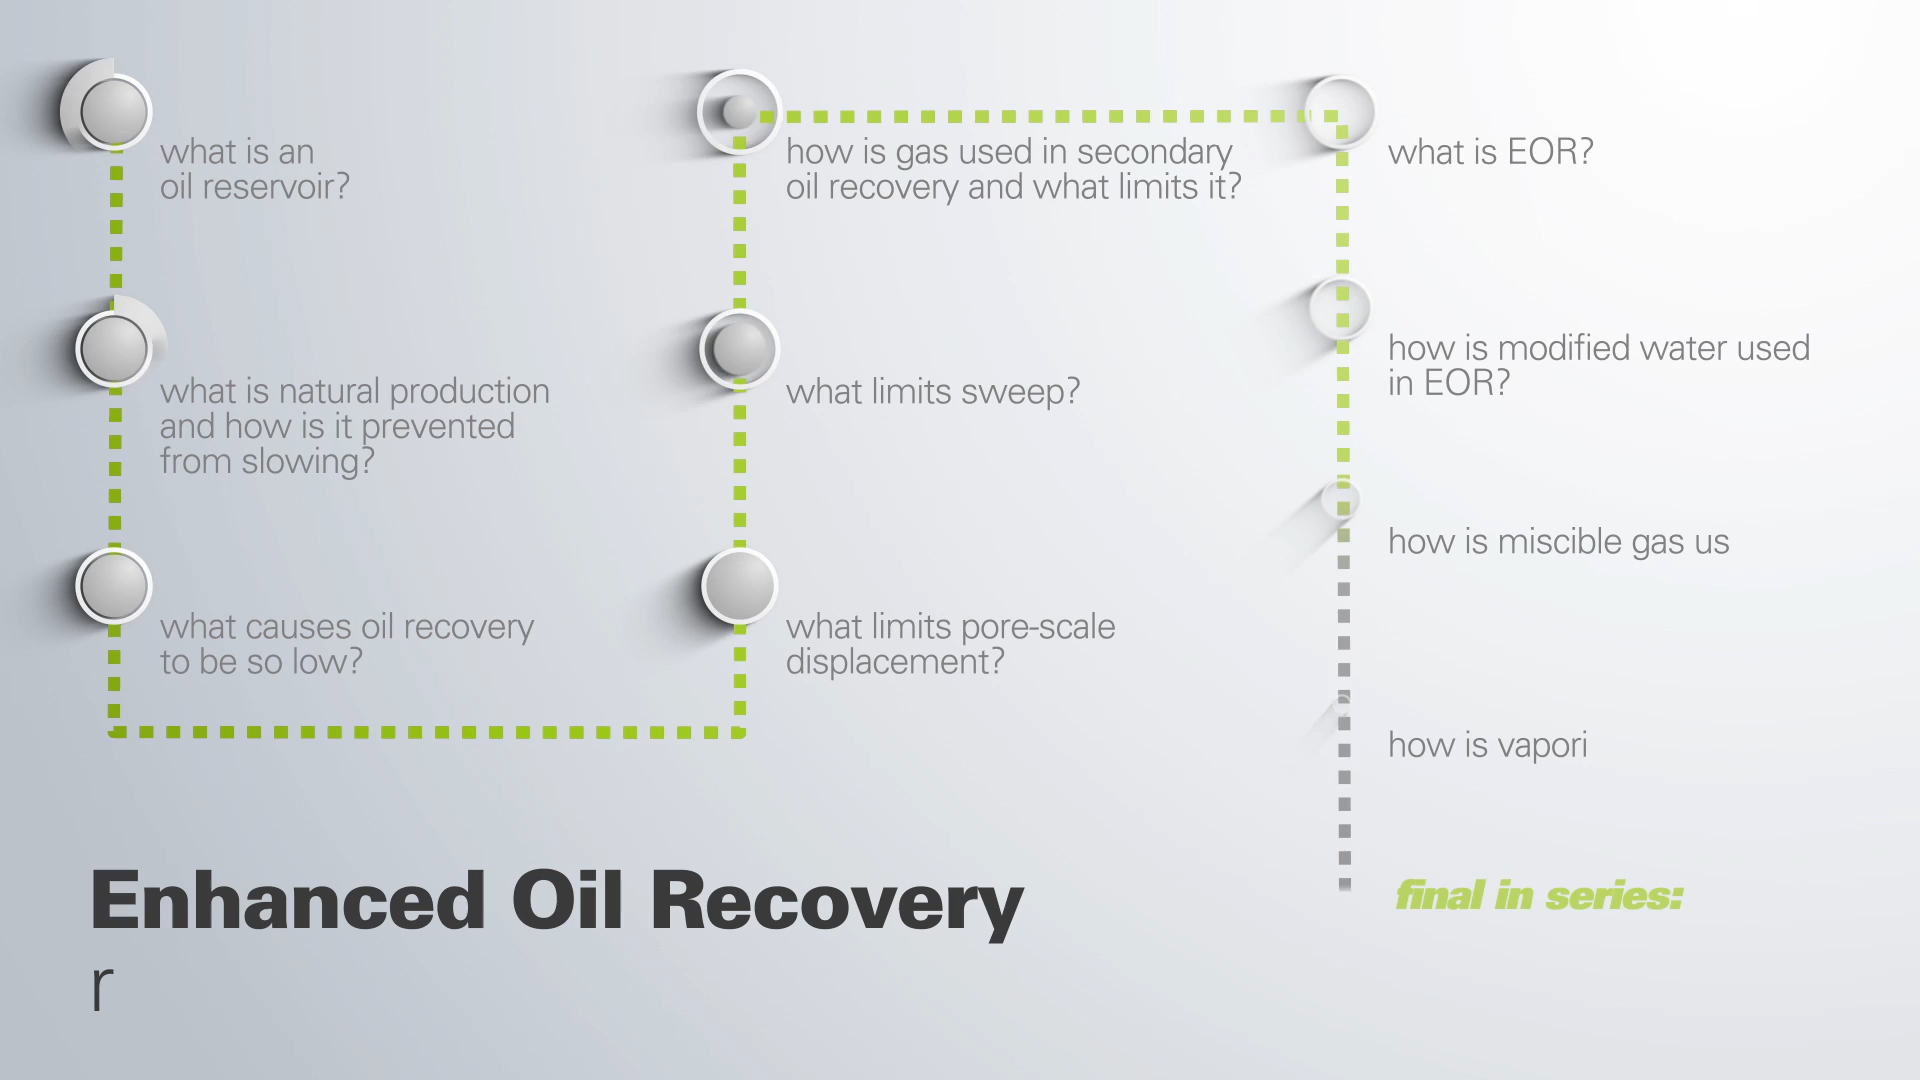 what is an
oil reservoir?
what is natural production
and how is it prevented
from slowing?
what causes oil recovery
to be so low?
how is gas used in secondary
oil recovery and what limits it?
what limits sweep?
what limits pore-scale
displacement?
what is EOR?
how is modified water used
in EOR?
how is miscible gas us
how is vapori
final in series:
Enhanced Oil Recovery
r